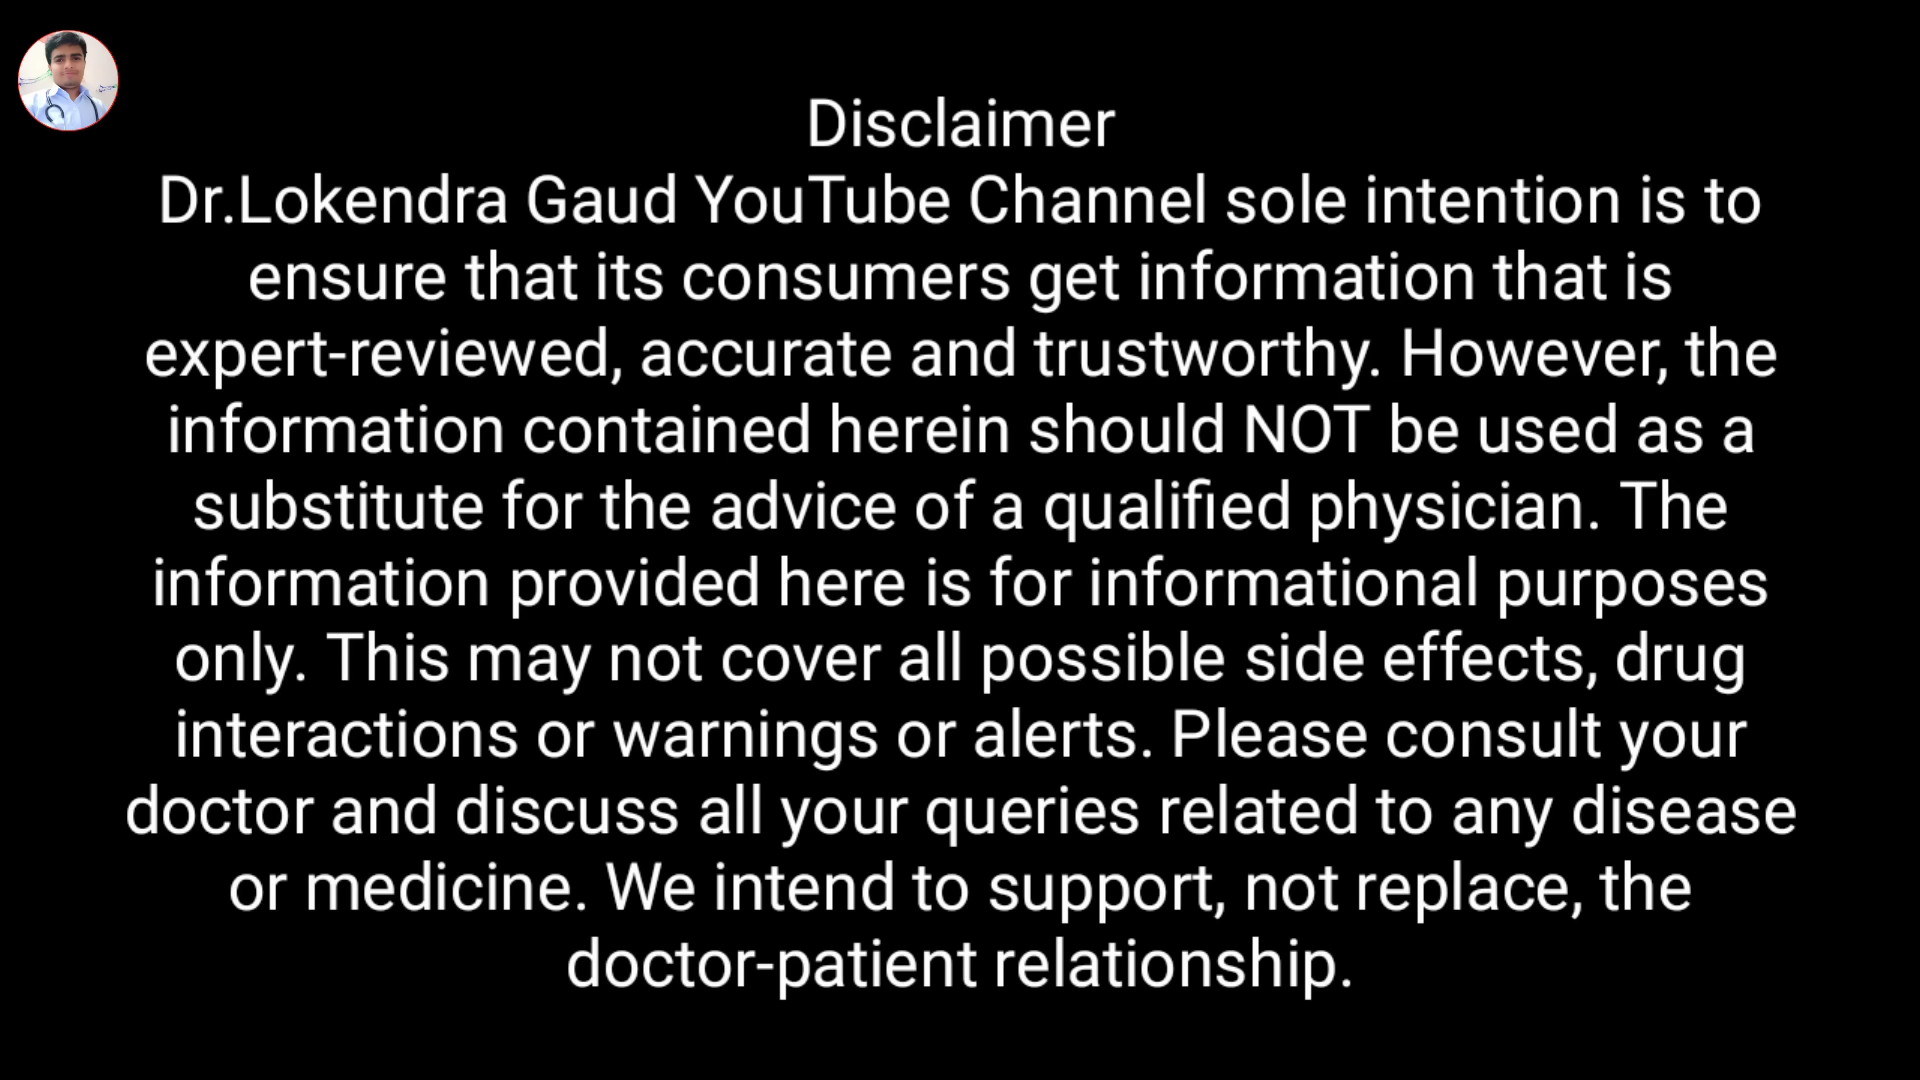 Disclaimer
Dr.Lokendra Gaud YouTube Channel sole intention is to
ensure that its consumers get information that is
expert-reviewed, accurate and trustworthy. However, the
information contained herein should NOT be used as a
substitute for the advice of a qualified physician. The
information provided here is for informational purposes
only. This may not cover all possible side effects, drug
interactions or warnings or alerts. Please consult your
doctor and discuss all your queries related to any disease
or medicine. We intend to support, not replace, the
doctor-patient relationship.